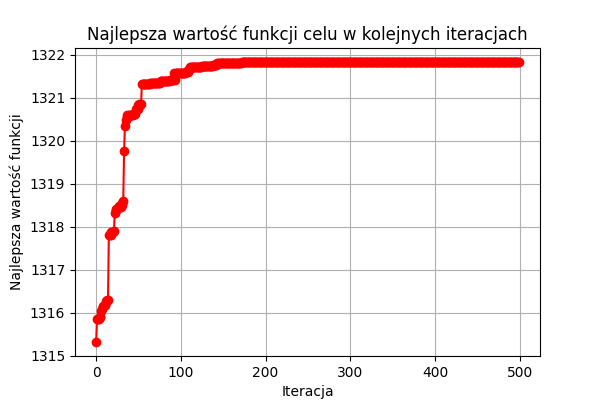 Najlepsza wartość funkcji celu w kolejnych iteracjach
Najlepsza wartość funkcji
1322
1321
1320
1319
1318
1317
1316
1315
0 100 200 300 400 500
Iteracja